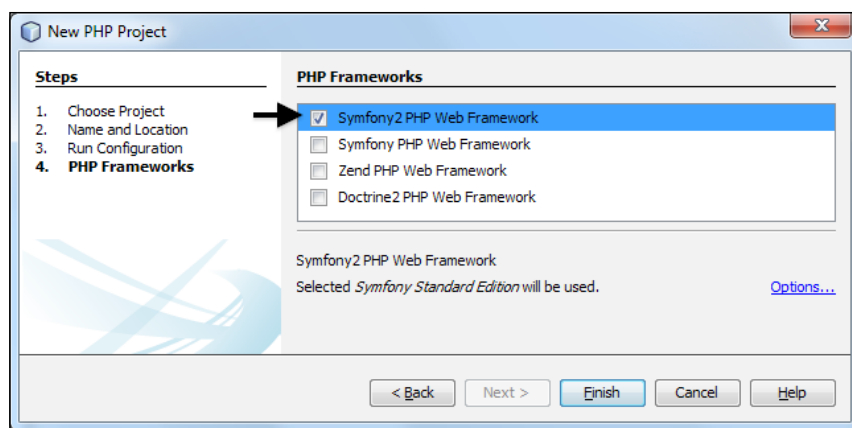 New PHP Project
Steps
1. Choose Project
2. Name and Location
3. Run Configuration
4. PHP Frameworks
PHP Frameworks
Symfony2 PHP Web Framework
Symfony PHP Web Framework
Zend PHP Web Framework
Doctrine2 PHP Web Framework
Symfony2 PHP Web Framework
Selected Symfony Standard Edition will be used. Options...
< Back Next > Finish Cancel Help